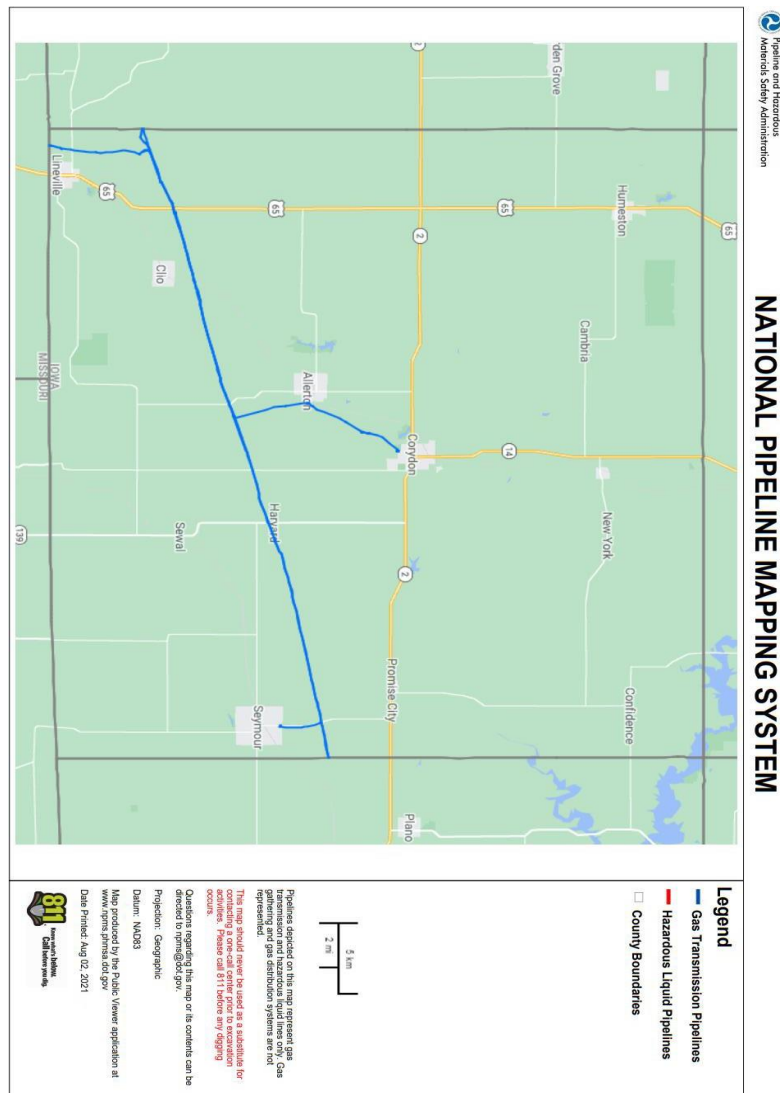 Pipeline and Hazardous
Materials Safety Administration
NATIONAL PIPELINE MAPPING SYSTEM
65
65
Humeston
Confidence
New York
Cambria
den Grove
14
65
Corydon
2
2
2
Plano
Promise City
Allerton
65
Harvard
Seymour
Sewal
Clio
65
Lineville
IOWA
MISSOURI
139
Legend
Gas Transmission Pipelines
Hazardous Liquid Pipelines
County Boundaries
5 km
2 mi
Pipelines depicted on this map represent gas
transmission and hazardous liquid lines only. Gas
gathering and gas distribution systems are not
represented.
This map should never be used as a substitute for
contacting a one-call center prior to excavation
activities. Please call 811 before any digging
occurs.
Questions regarding this map or its contents can be
directed to npms@dot.gov.
Projection: Geographic
Datum: NAD83
Map produced by the Public Viewer application at
www.npms.phmsa.dot.gov
Date Printed: Aug 02, 2021
811
Know what's below.
Call before you dig.